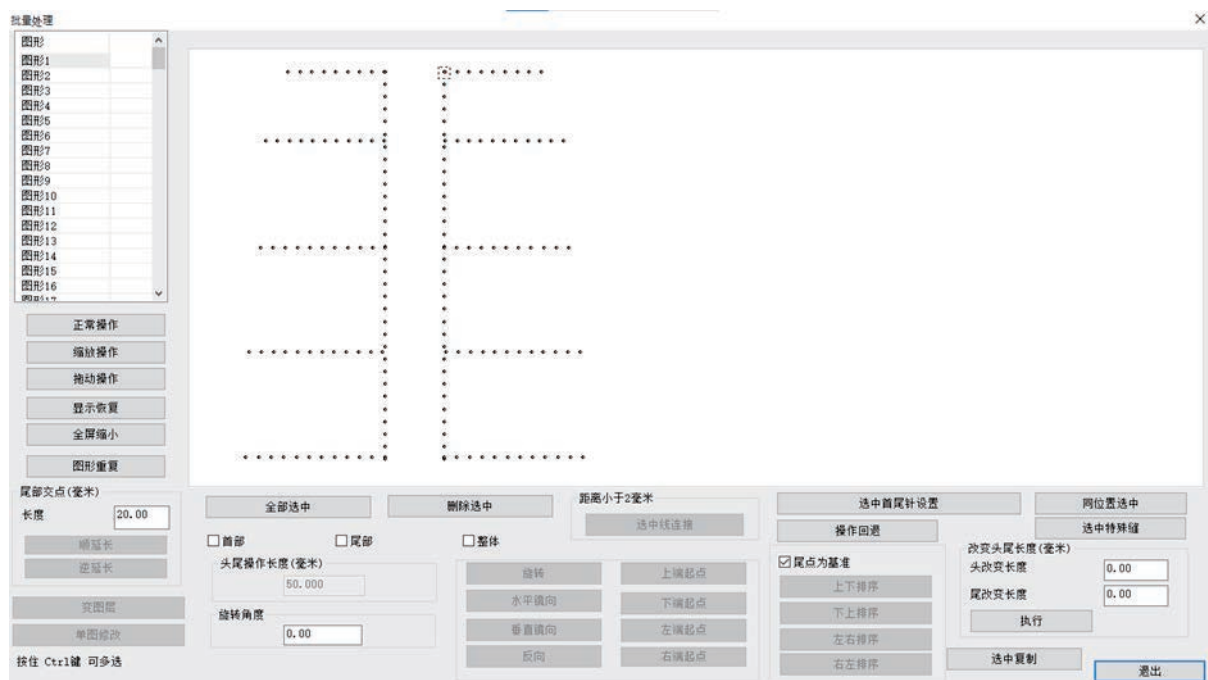 批量处理
图形
图形1
图形2
图形3
图形4
图形5
图形6
图形7
图形8
图形9
图形10
图形11
图形12
图形13
图形14
图形15
图形16
图形17
正常操作
缩放操作
拖动操作
显示恢复
全屏缩小
图形重复
尾部交点(毫米)
长度 20.00
顺延长
逆延长
变图层
单图修改
按住 Ctrl键 可多选
全部选中
删除选中
首部
尾部
整体
头尾操作长度(毫米)
50.000
旋转角度
0.00
距离小于2毫米
选中线连接
旋转
上端起点
水平镜向
下端起点
垂直镜向
左端起点
反向
右端起点
选中首尾针设置
同位置选中
操作回退
选中特殊缝
尾点为基准
上下排序
下上排序
左右排序
右左排序
改变头尾长度(毫米)
头改变长度 0.00
尾改变长度 0.00
执行
选中复制
退出